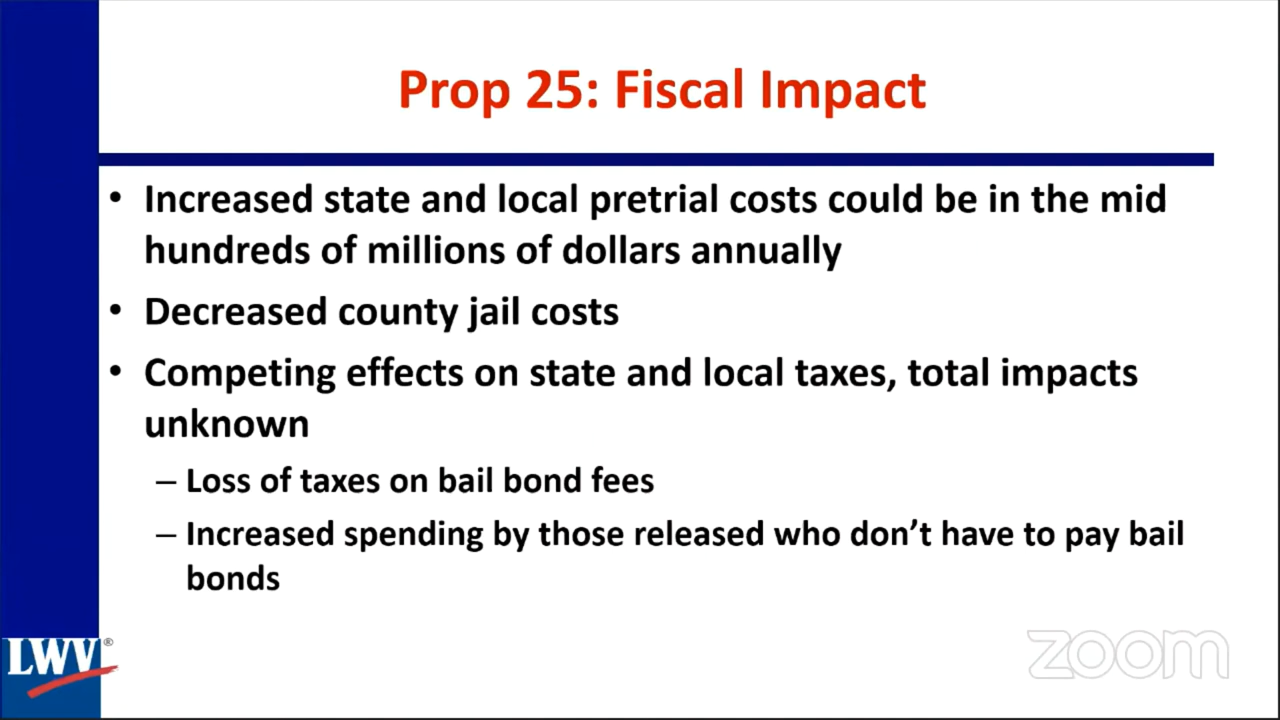 Prop 25: Fiscal Impact
• Increased state and local pretrial costs could be in the mid
hundreds of millions of dollars annually
• Decreased county jail costs
• Competing effects on state and local taxes, total impacts
unknown
– Loss of taxes on bail bond fees
– Increased spending by those released who don’t have to pay bail
bonds
LWV®
zoom